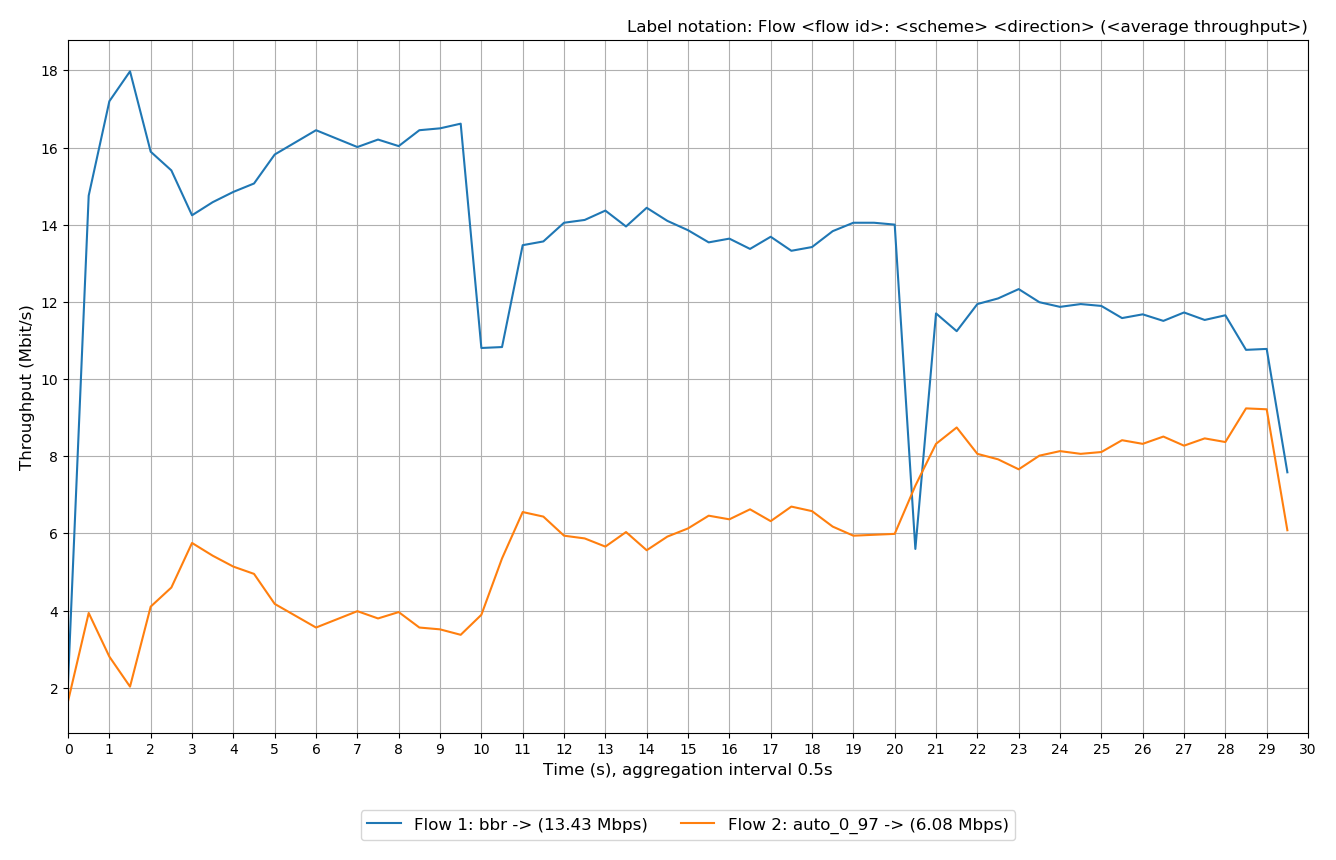 Label notation: Flow <flow id>: <scheme> <direction> (<average throughput>)
18
16
14
12
10
8
6
4
2
Throughput (Mbit/s)
0 1 2 3 4 5 6 7 8 9 10 11 12 13 14 15 16 17 18 19 20 21 22 23 24 25 26 27 28 29 30
Time (s), aggregation interval 0.5s
Flow 1: bbr -> (13.43 Mbps) Flow 2: auto_0_97 -> (6.08 Mbps)